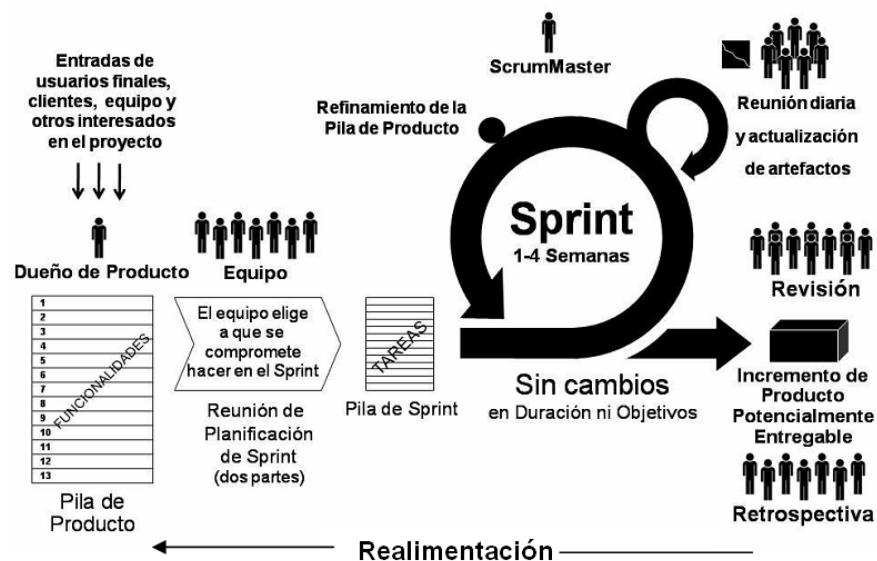 Entradas de
usuarios finales,
clientes, equipo y
otros interesados
en el proyecto
Dueño de Producto
1
2
3
4
5
6
7
8
9
10
11
12
13
FUNCIONALIDADES
Pila de
Producto
Equipo
El equipo elige
a que se
compromete
hacer en el Sprint
Reunión de
Planificación
de Sprint
(dos partes)
TAREAS
Pila de Sprint
ScrumMaster
Refinamiento de la
Pila de Producto
Sprint
1-4 Semanas
Sin cambios
en Duración ni Objetivos
Reunión diaria
y actualización
de artefactos
Revisión
Incremento de
Producto
Potencialmente
Entregable
Retrospectiva
Realimentación